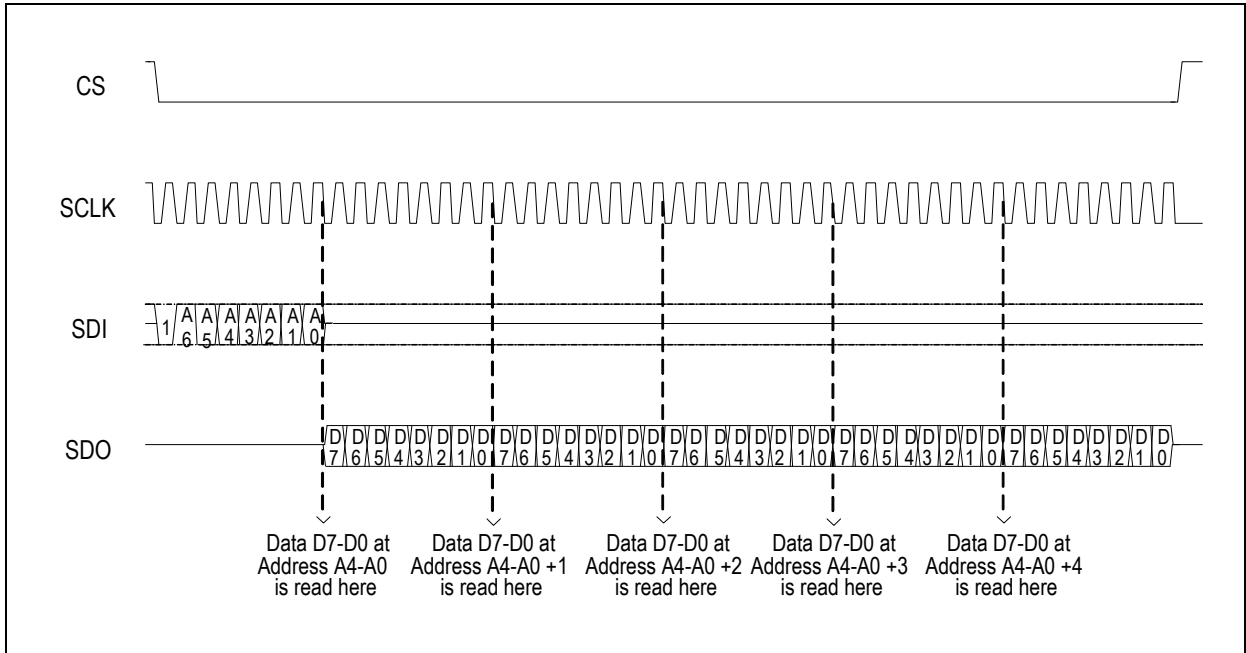 CS
SCLK
SDI
1 A6 A5 A4 A3 A2 A1 A0
SDO
D7 D6 D5 D4 D3 D2 D1 D0 D7 D6 D5 D4 D3 D2 D1 D0 D7 D6 D5 D4 D3 D2 D1 D0 D7 D6 D5 D4 D3 D2 D1 D0 D7 D6 D5 D4 D3 D2 D1 D0
Data D7-D0 at
Address A4-A0
is read here
Data D7-D0 at
Address A4-A0 +1
is read here
Data D7-D0 at
Address A4-A0 +2
is read here
Data D7-D0 at
Address A4-A0 +3
is read here
Data D7-D0 at
Address A4-A0 +4
is read here